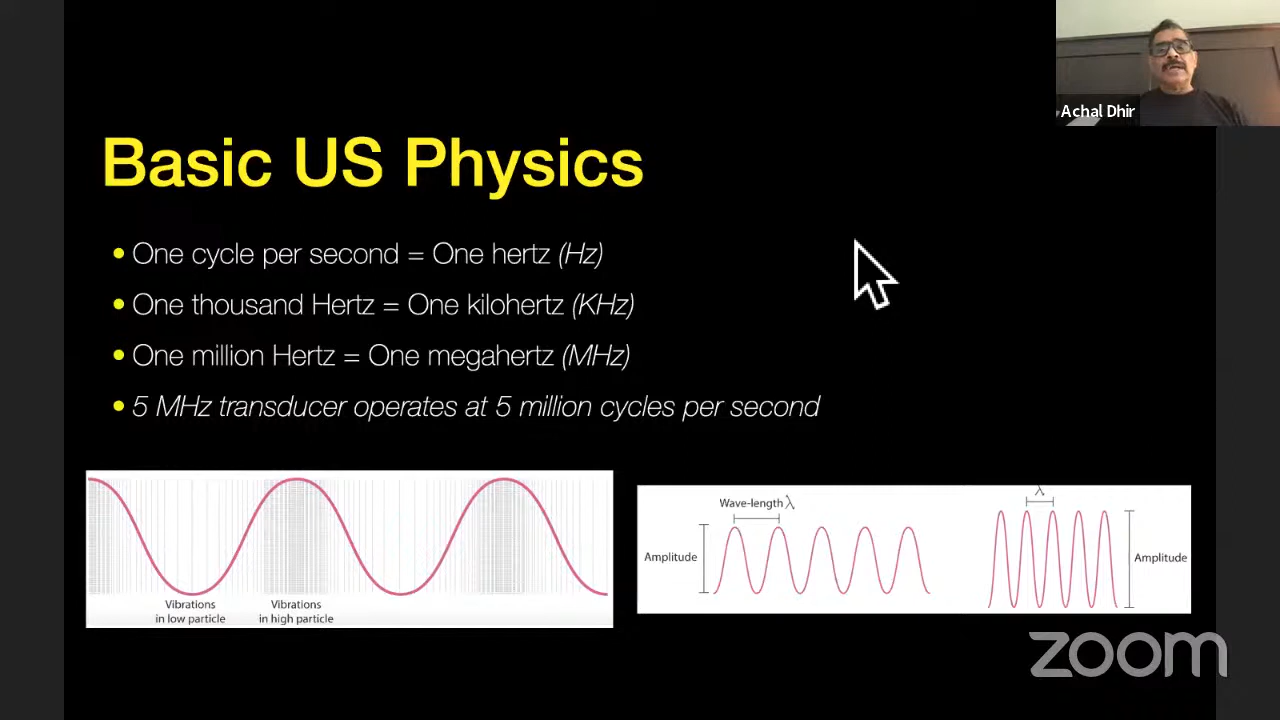 Achal Dhir
Basic US Physics
• One cycle per second = One hertz (Hz)
• One thousand Hertz = One kilohertz (KHz)
• One million Hertz = One megahertz (MHz)
• 5 MHz transducer operates at 5 million cycles per second
Vibrations
in low particle
Vibrations
in high particle
Wave-length λ
Amplitude
λ
Amplitude
zoom